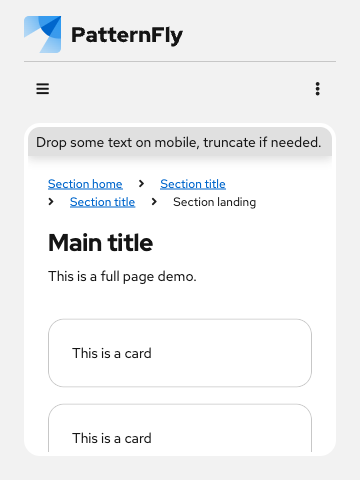 PatternFly
Drop some text on mobile, truncate if needed.
Section home Section title
Section title Section landing
Main title
This is a full page demo.
This is a card
This is a card